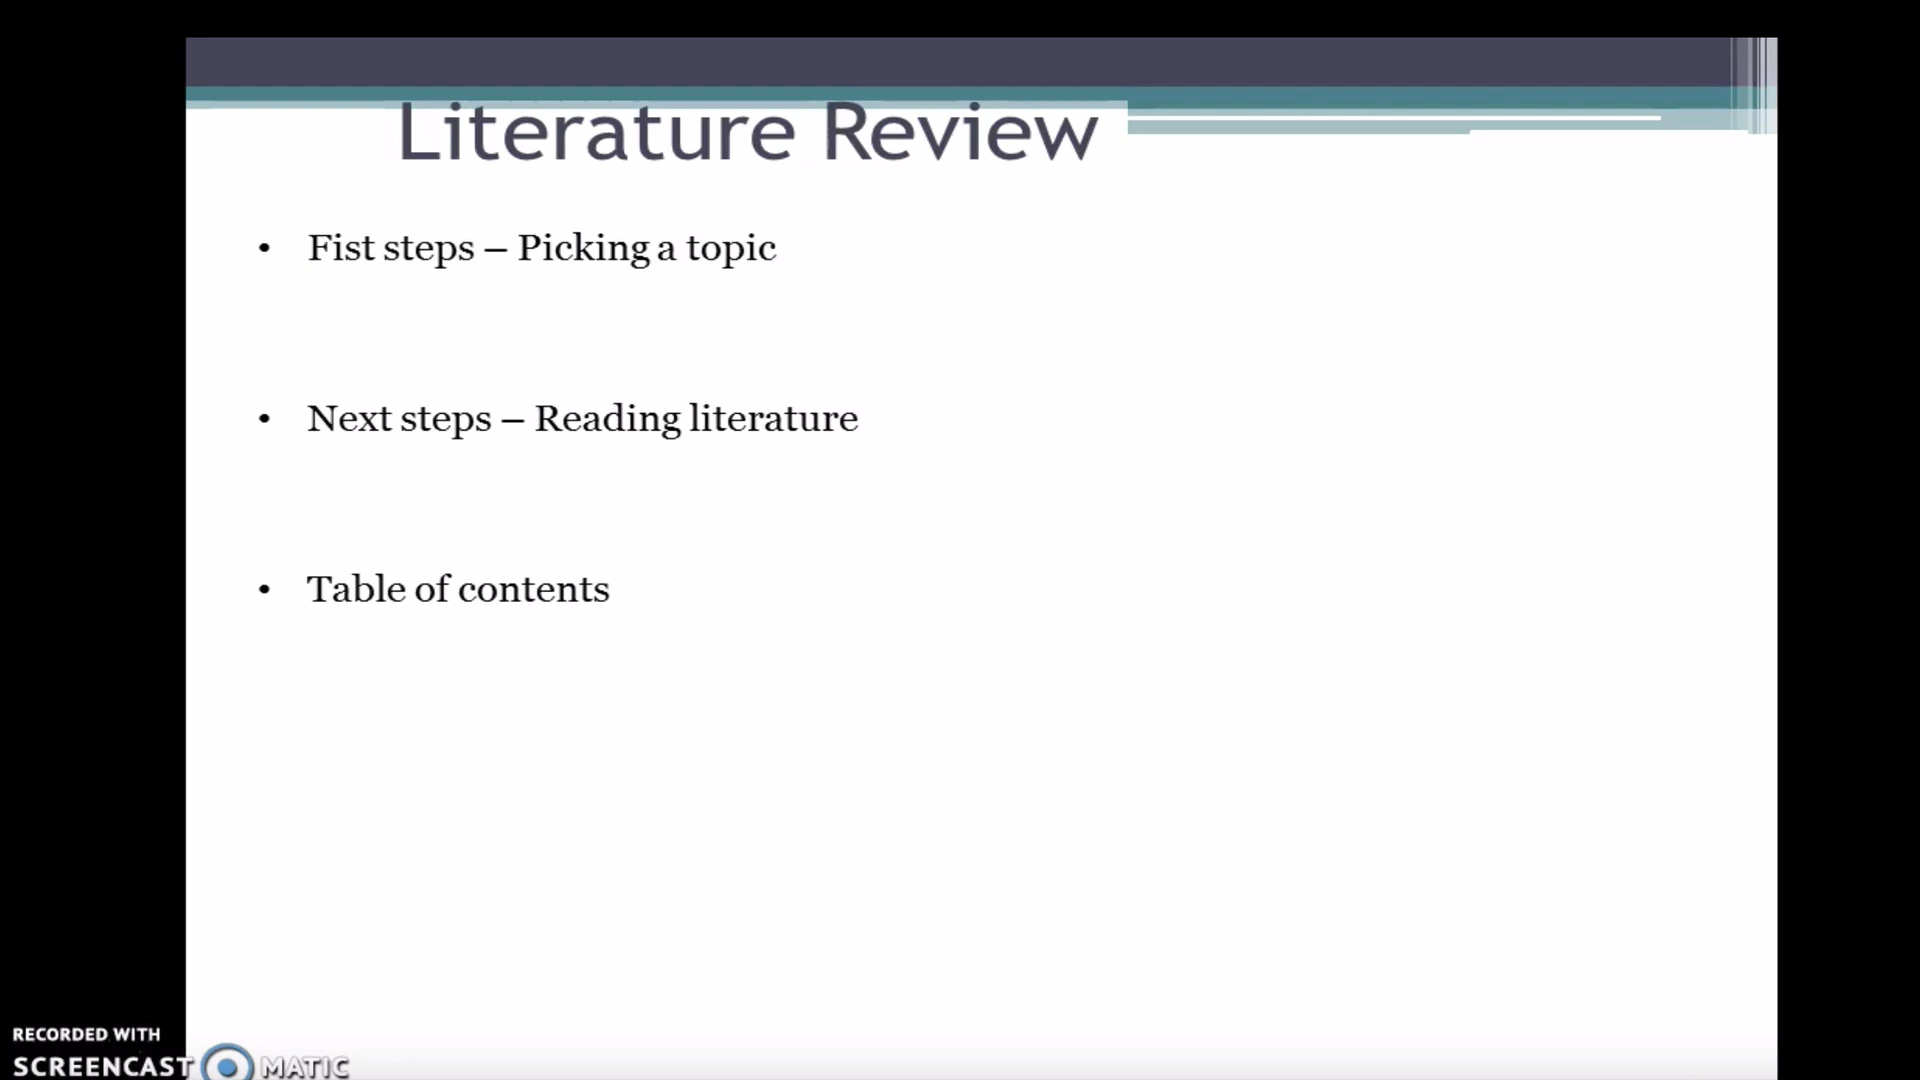 Literature Review
• Fist steps – Picking a topic
• Next steps – Reading literature
• Table of contents
RECORDED WITH
SCREENCAST MATIC